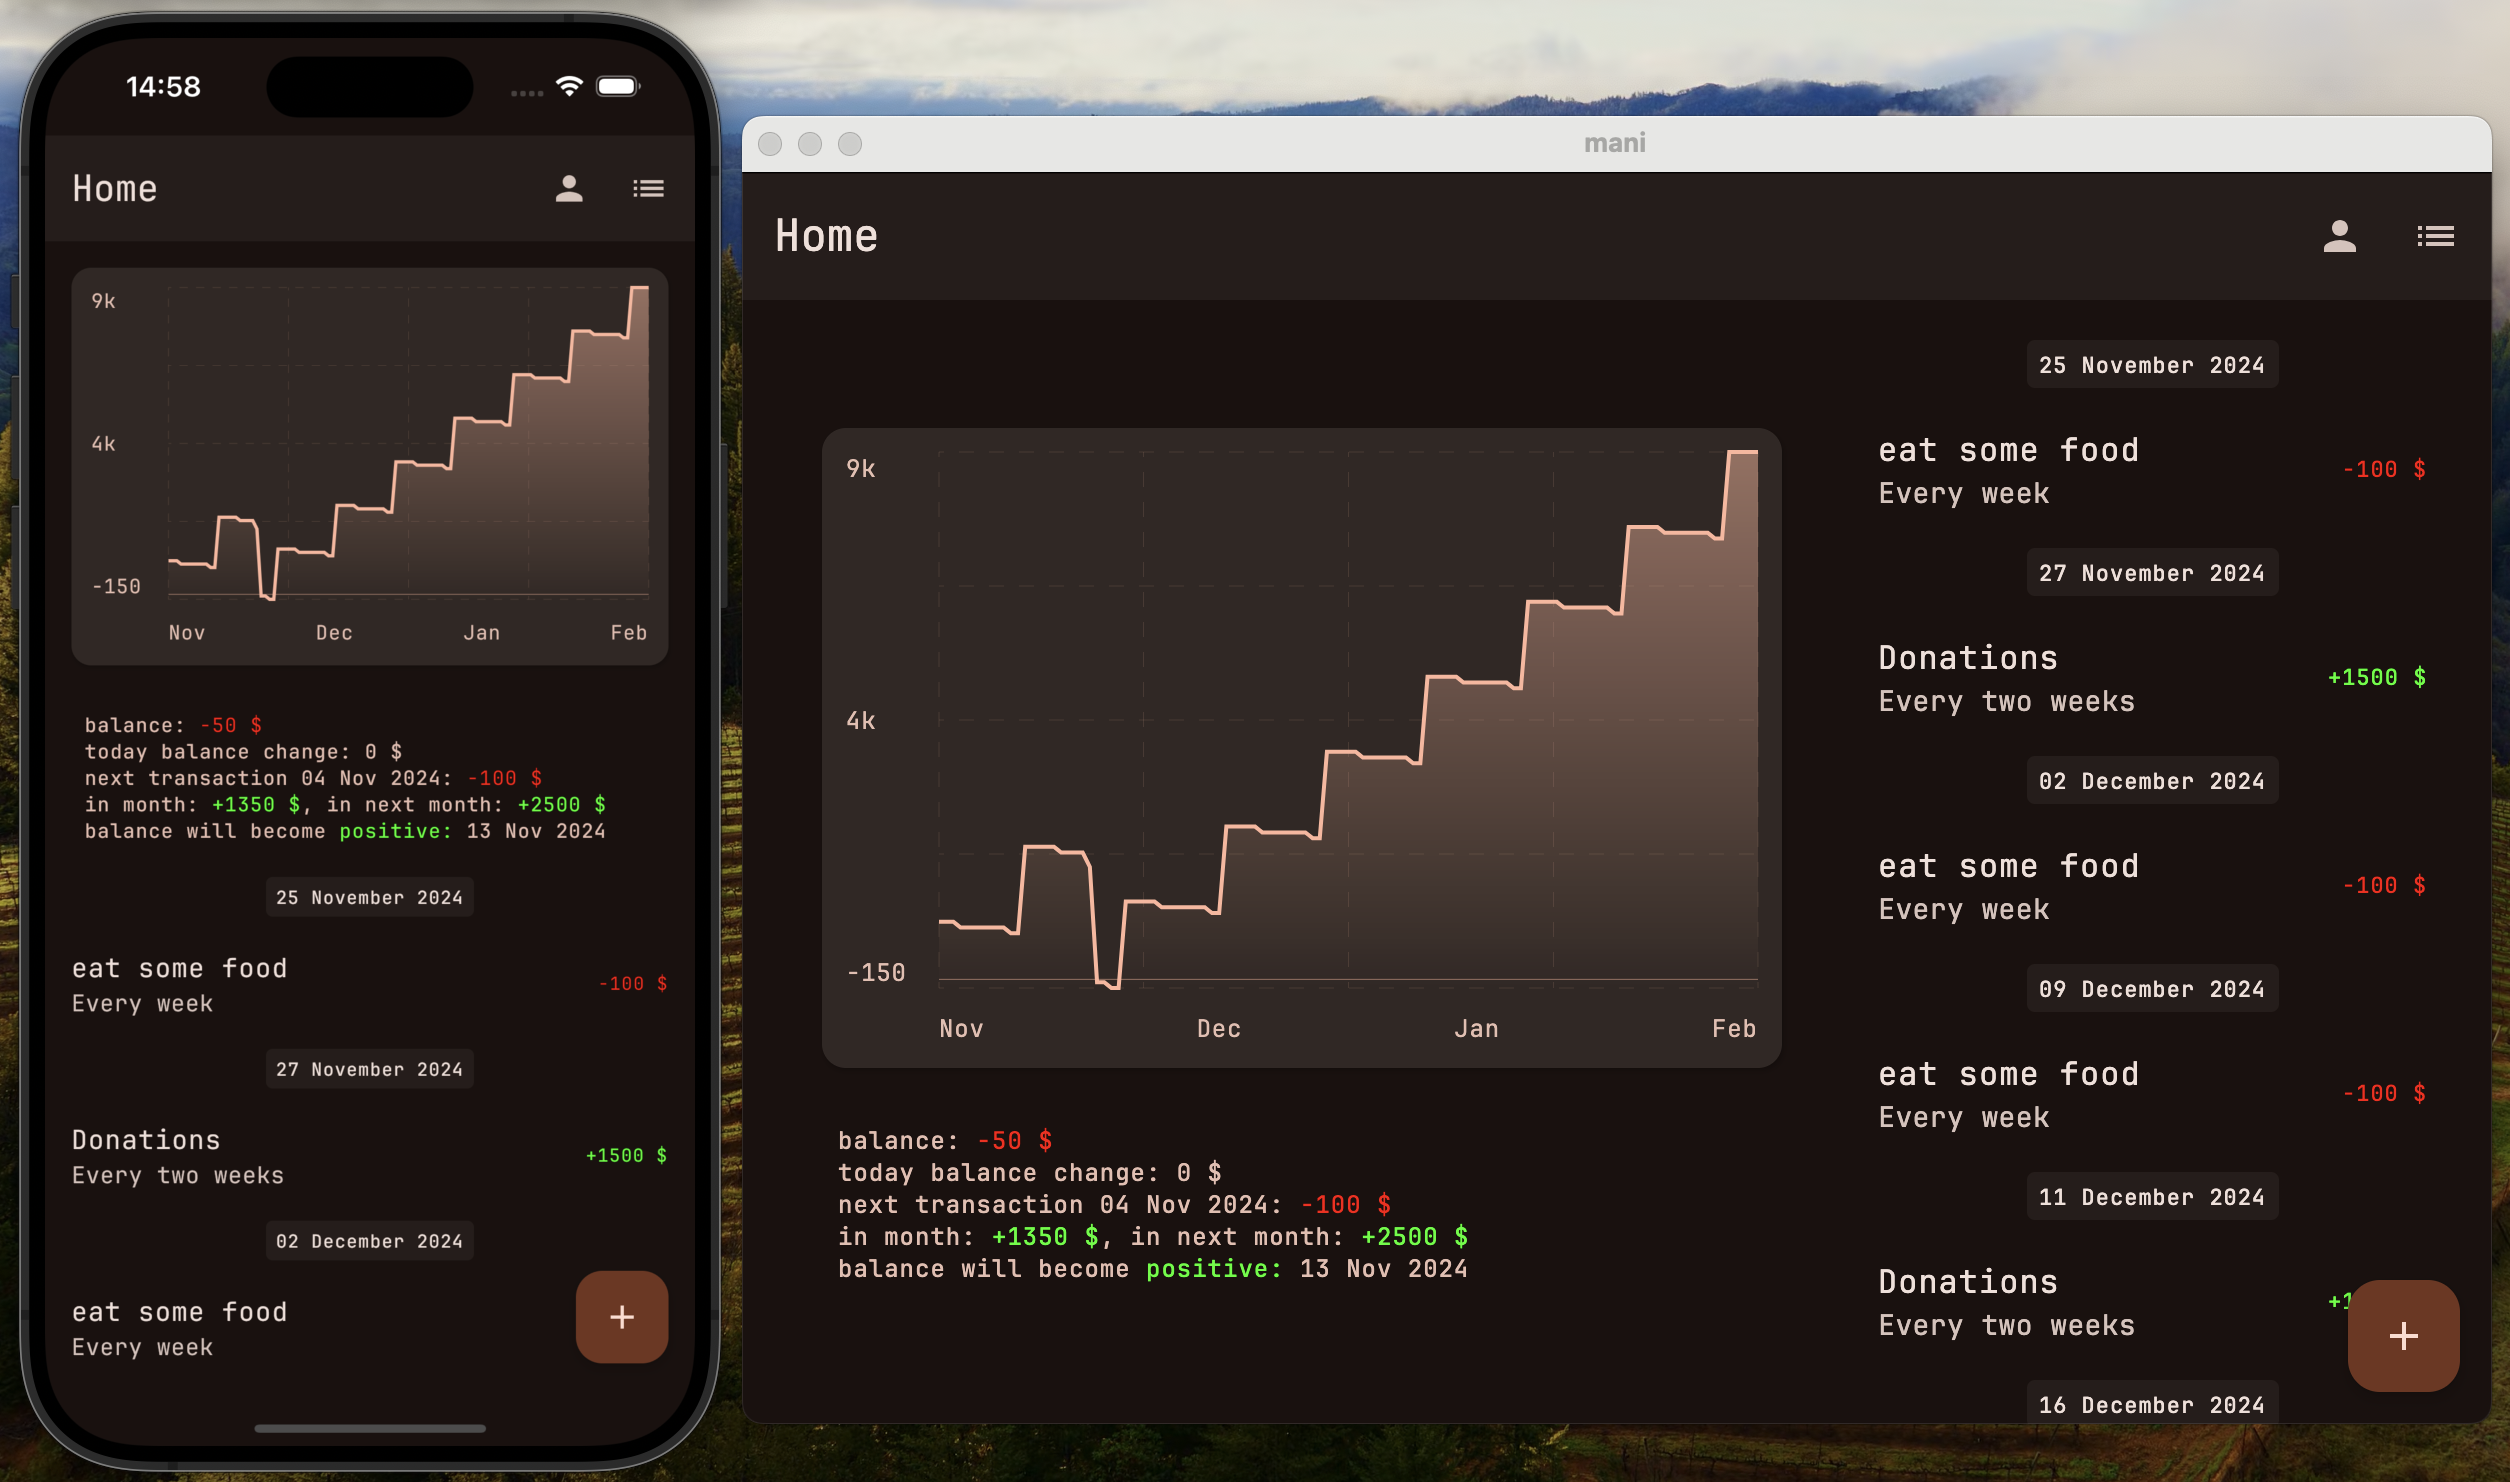 14:58
Home
9k
4k
-150
Nov Dec Jan Feb
balance: -50 $
today balance change: 0 $
next transaction 04 Nov 2024: -100 $
in month: +1350 $, in next month: +2500 $
balance will become positive: 13 Nov 2024
25 November 2024
eat some food
-100 $
Every week
27 November 2024
Donations
+1500 $
Every two weeks
02 December 2024
eat some food
Every week
+
mani
Home
9k
4k
-150
Nov Dec Jan Feb
balance: -50 $
today balance change: 0 $
next transaction 04 Nov 2024: -100 $
in month: +1350 $, in next month: +2500 $
balance will become positive: 13 Nov 2024
25 November 2024
eat some food
-100 $
Every week
27 November 2024
Donations
+1500 $
Every two weeks
02 December 2024
eat some food
-100 $
Every week
09 December 2024
eat some food
-100 $
Every week
11 December 2024
Donations
+1
Every two weeks
+
16 December 2024